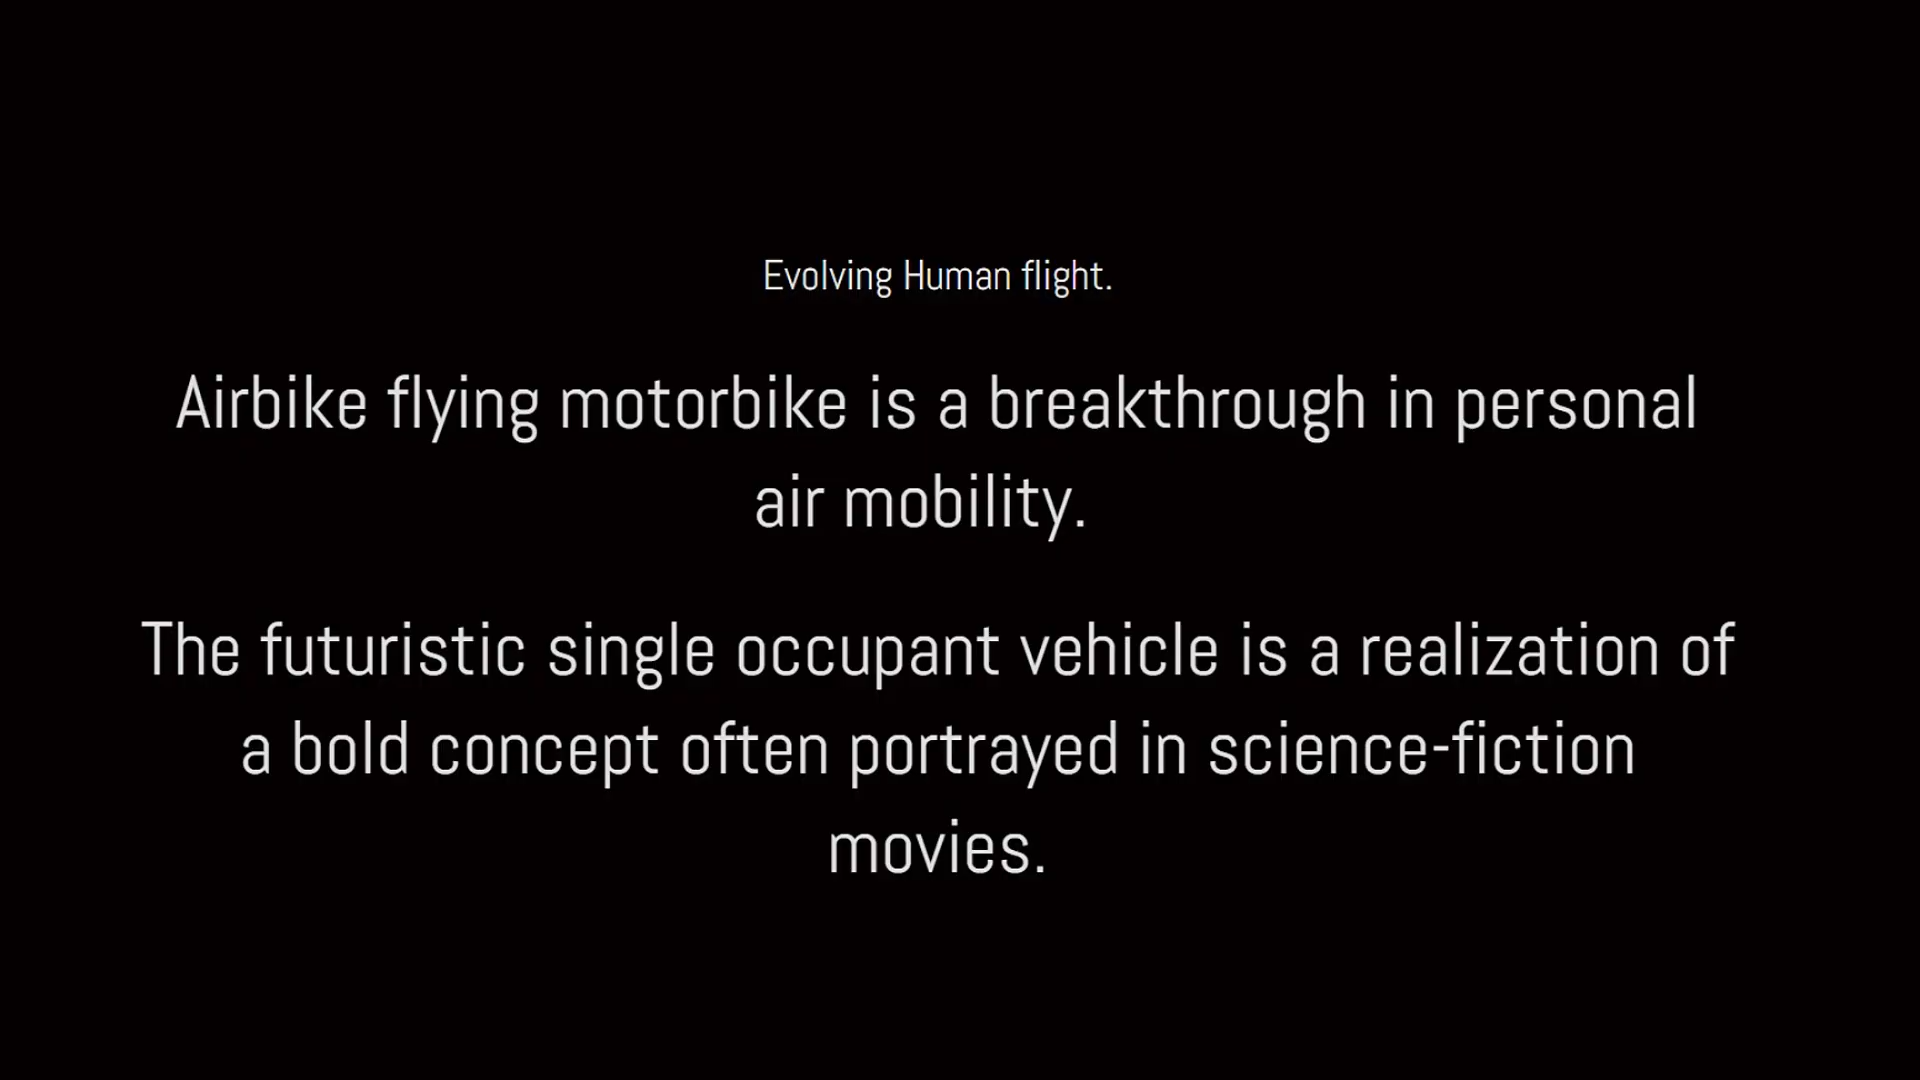 Evolving Human flight.
Airbike flying motorbike is a breakthrough in personal
air mobility.
The futuristic single occupant vehicle is a realization of
a bold concept often portrayed in science-fiction
movies.